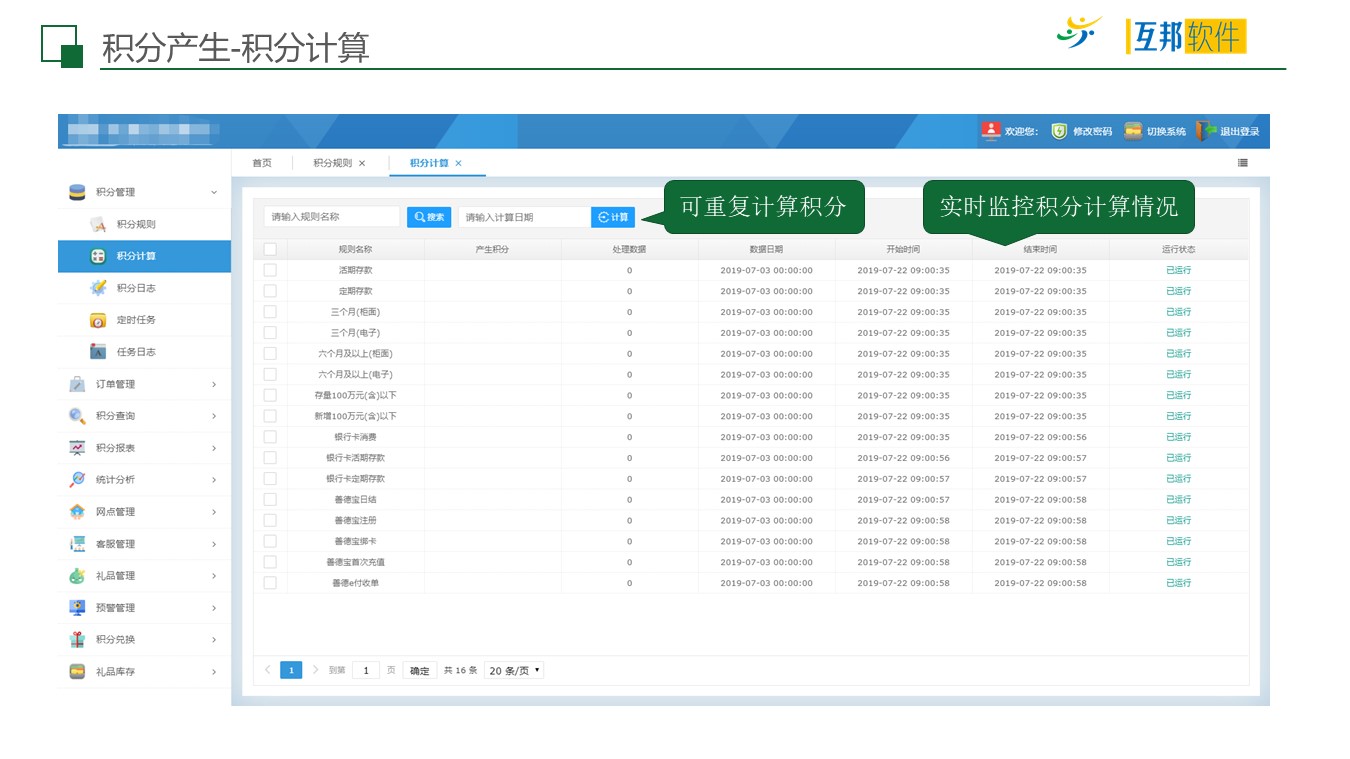 积分产生-积分计算
互邦软件
欢迎您: 修改密码 切换系统 退出登录
首页 积分规则 × 积分计算 ×
积分管理
积分规则
积分计算
积分日志
定时任务
任务日志
订单管理
积分查询
积分报表
统计分析
网点管理
客服管理
礼品管理
预警管理
积分兑换
礼品库存
请输入规则名称 搜索 请输入计算日期 计算
可重复计算积分
实时监控积分计算情况
规则名称 产生积分 处理数据 数据日期 开始时间 结束时间 运行状态
活期存款 0 2019-07-03 00:00:00 2019-07-22 09:00:35 2019-07-22 09:00:35 已运行
定期存款 0 2019-07-03 00:00:00 2019-07-22 09:00:35 2019-07-22 09:00:35 已运行
三个月(柜面) 0 2019-07-03 00:00:00 2019-07-22 09:00:35 2019-07-22 09:00:35 已运行
三个月(电子) 0 2019-07-03 00:00:00 2019-07-22 09:00:35 2019-07-22 09:00:35 已运行
六个月及以上(柜面) 0 2019-07-03 00:00:00 2019-07-22 09:00:35 2019-07-22 09:00:35 已运行
六个月及以上(电子) 0 2019-07-03 00:00:00 2019-07-22 09:00:35 2019-07-22 09:00:35 已运行
存量100万元(含)以下 0 2019-07-03 00:00:00 2019-07-22 09:00:35 2019-07-22 09:00:35 已运行
新增100万元(含)以下 0 2019-07-03 00:00:00 2019-07-22 09:00:35 2019-07-22 09:00:35 已运行
银行卡消费 0 2019-07-03 00:00:00 2019-07-22 09:00:35 2019-07-22 09:00:56 已运行
银行卡活期存款 0 2019-07-03 00:00:00 2019-07-22 09:00:56 2019-07-22 09:00:57 已运行
银行卡定期存款 0 2019-07-03 00:00:00 2019-07-22 09:00:57 2019-07-22 09:00:57 已运行
善德宝日结 0 2019-07-03 00:00:00 2019-07-22 09:00:57 2019-07-22 09:00:58 已运行
善德宝注册 0 2019-07-03 00:00:00 2019-07-22 09:00:58 2019-07-22 09:00:58 已运行
善德宝绑卡 0 2019-07-03 00:00:00 2019-07-22 09:00:58 2019-07-22 09:00:58 已运行
善德宝首次充值 0 2019-07-03 00:00:00 2019-07-22 09:00:58 2019-07-22 09:00:58 已运行
善德e付收单 0 2019-07-03 00:00:00 2019-07-22 09:00:58 2019-07-22 09:00:58 已运行
1 到第 1 页 确定 共 16 条 20 条/页